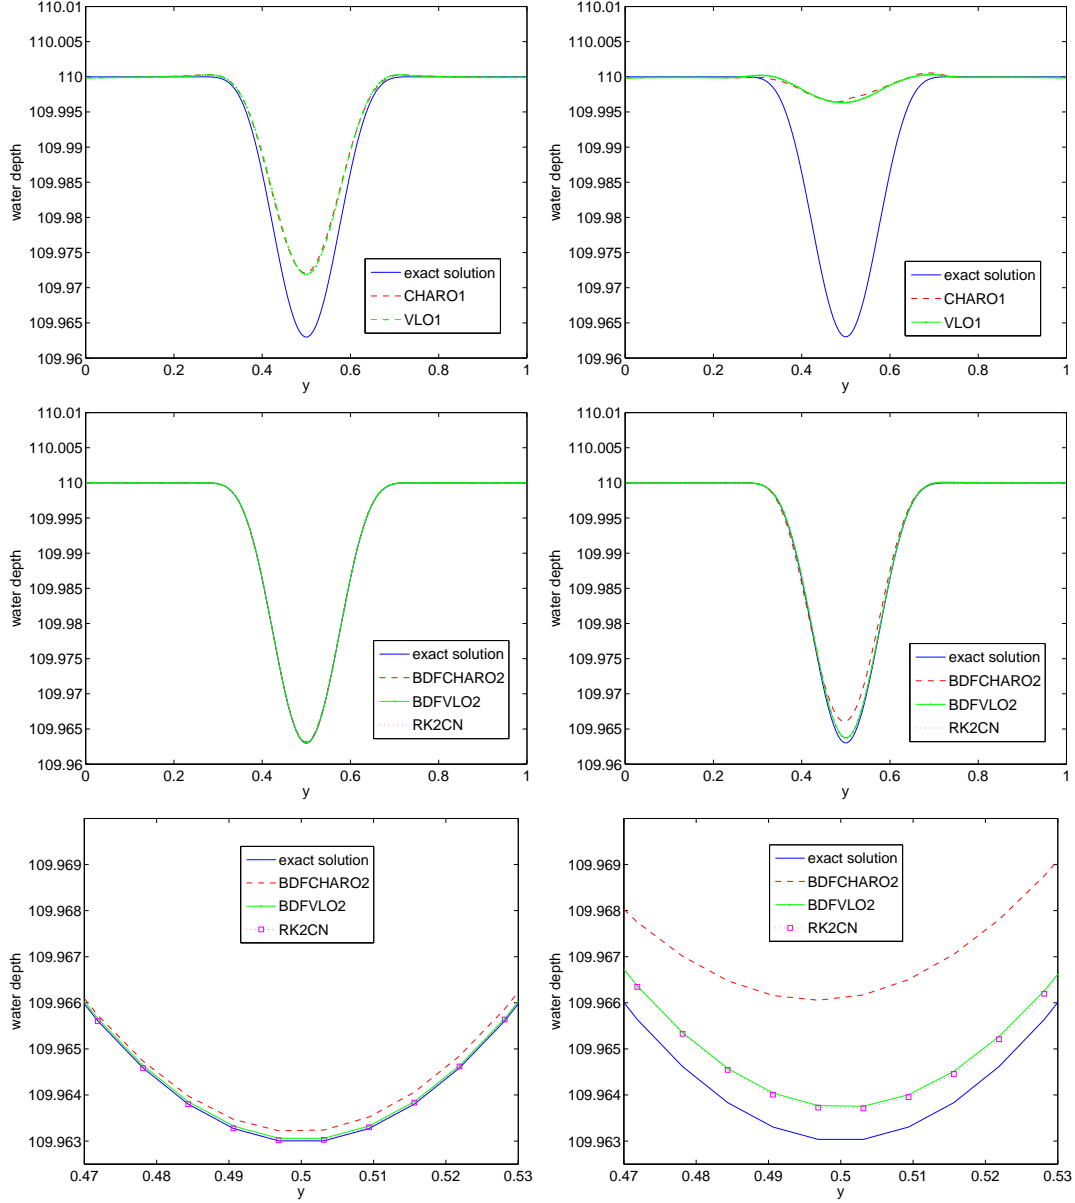 110.01
110.005
110
109.995
109.99
109.985
109.98
109.975
109.97
109.965
109.96
0
0.2
0.4
0.6
0.8
1
water depth
y
exact solution
CHARO1
VLO1
110.01
110.005
110
109.995
109.99
109.985
109.98
109.975
109.97
109.965
109.96
0
0.2
0.4
0.6
0.8
1
water depth
y
exact solution
CHARO1
VLO1
110.01
110.005
110
109.995
109.99
109.985
109.98
109.975
109.97
109.965
109.96
0
0.2
0.4
0.6
0.8
1
water depth
y
exact solution
BDFCHARO2
BDFVLO2
RK2CN
110.01
110.005
110
109.995
109.99
109.985
109.98
109.975
109.97
109.965
109.96
0
0.2
0.4
0.6
0.8
1
water depth
y
exact solution
BDFCHARO2
BDFVLO2
RK2CN
109.969
109.968
109.967
109.966
109.965
109.964
109.963
0.47
0.48
0.49
0.5
0.51
0.52
0.53
water depth
y
exact solution
BDFCHARO2
BDFVLO2
RK2CN
109.969
109.968
109.967
109.966
109.965
109.964
109.963
0.47
0.48
0.49
0.5
0.51
0.52
0.53
water depth
y
exact solution
BDFCHARO2
BDFVLO2
RK2CN